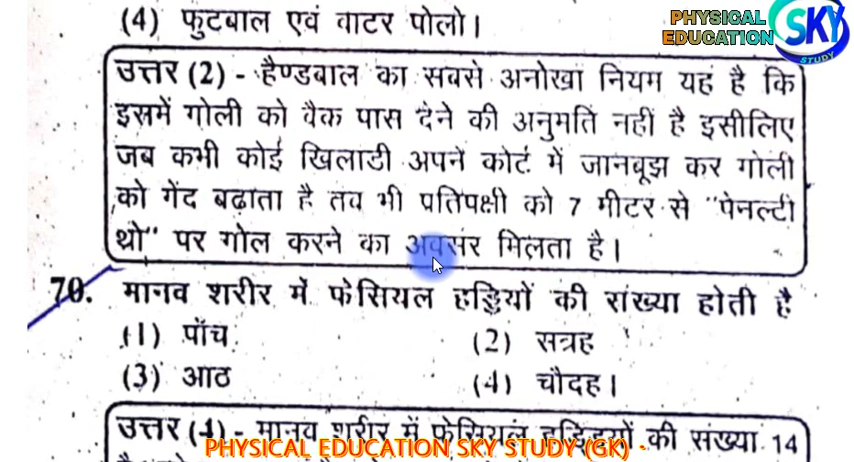 (4) फुटबाल एवं वाटर पोलो।
PHYSICAL
EDUCATION
SKY
STUDY
उत्तर (2) - हैण्डबाल का सबसे अनोखा नियम यह है कि
इसमें गोली को वैक पास देने की अनुमति नहीं है इसीलिए
जब कभी कोई खिलाडी अपने कोर्ट में जानबूझ कर गोली
को गेंद बढ़ाता है तव भी प्रतिपक्षी को 7 मीटर से "पेनल्टी
थो" पर गोल करने का अवसर मिलता है।
70. मानव शरीर में फेसियल हड्डियों की संख्या होती है
(1) पाँच
(2) सत्रह
(3) आठ
(4) चौदह।
उत्तर (4) - मानव शरीर में फेसियल हड्डियों की संख्या 14
PHYSICAL EDUCATION SKY STUDY (GK) -